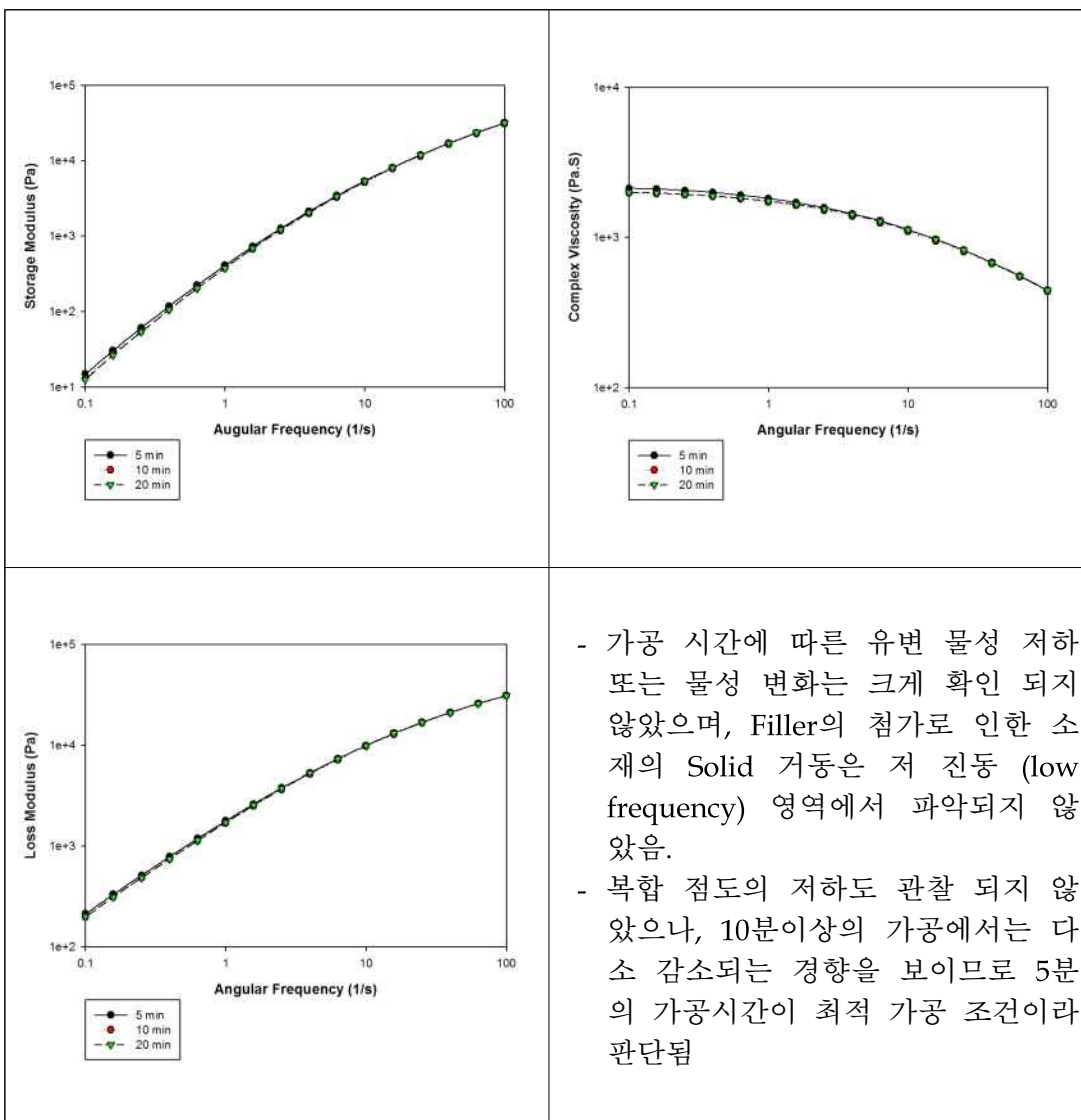 1e+5
1e+4
1e+3
1e+2
1e+1
Storage Modulus (Pa)
0.1 1 10 100
Augular Frequency (1/s)
5 min
10 min
20 min
1e+4
1e+3
1e+2
Complex Viscosity (Pa.S)
0.1 1 10 100
Angular Frequency (1/s)
5 min
10 min
20 min
1e+5
1e+4
1e+3
1e+2
Loss Modulus (Pa)
0.1 1 10 100
Angular Frequency (1/s)
5 min
10 min
20 min
- 가공 시간에 따른 유변 물성 저하
또는 물성 변화는 크게 확인 되지
않았으며, Filler의 첨가로 인한 소
재의 Solid 거동은 저 진동 (low
frequency) 영역에서 파악되지 않
았음.
- 복합 점도의 저하도 관찰 되지 않
았으나, 10분이상의 가공에서는 다
소 감소되는 경향을 보이므로 5분
의 가공시간이 최적 가공 조건이라
판단됨